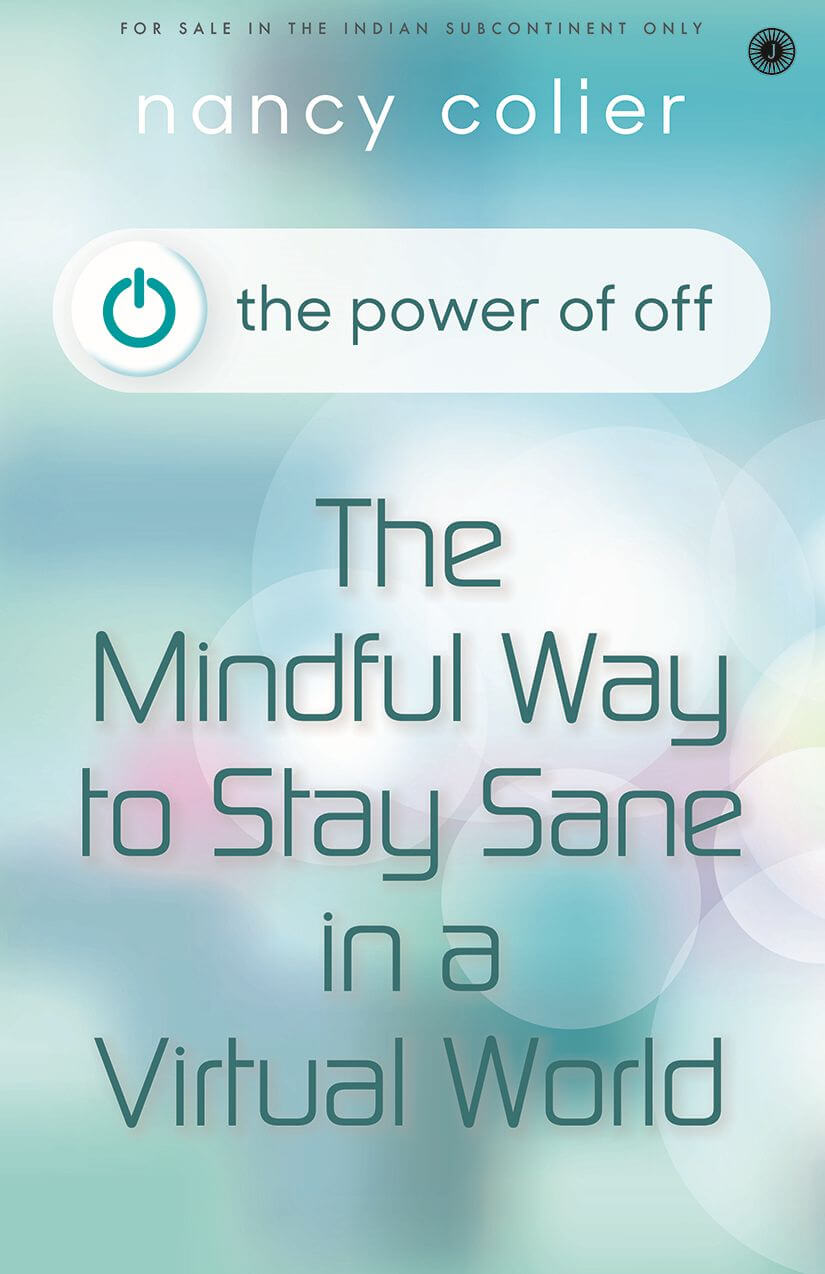 FOR SALE IN THE INDIAN SUBCONTINENT ONLY
J
nancy colier
the power of off
The
Mindful Way
to Stay Sane
in a
Virtual World